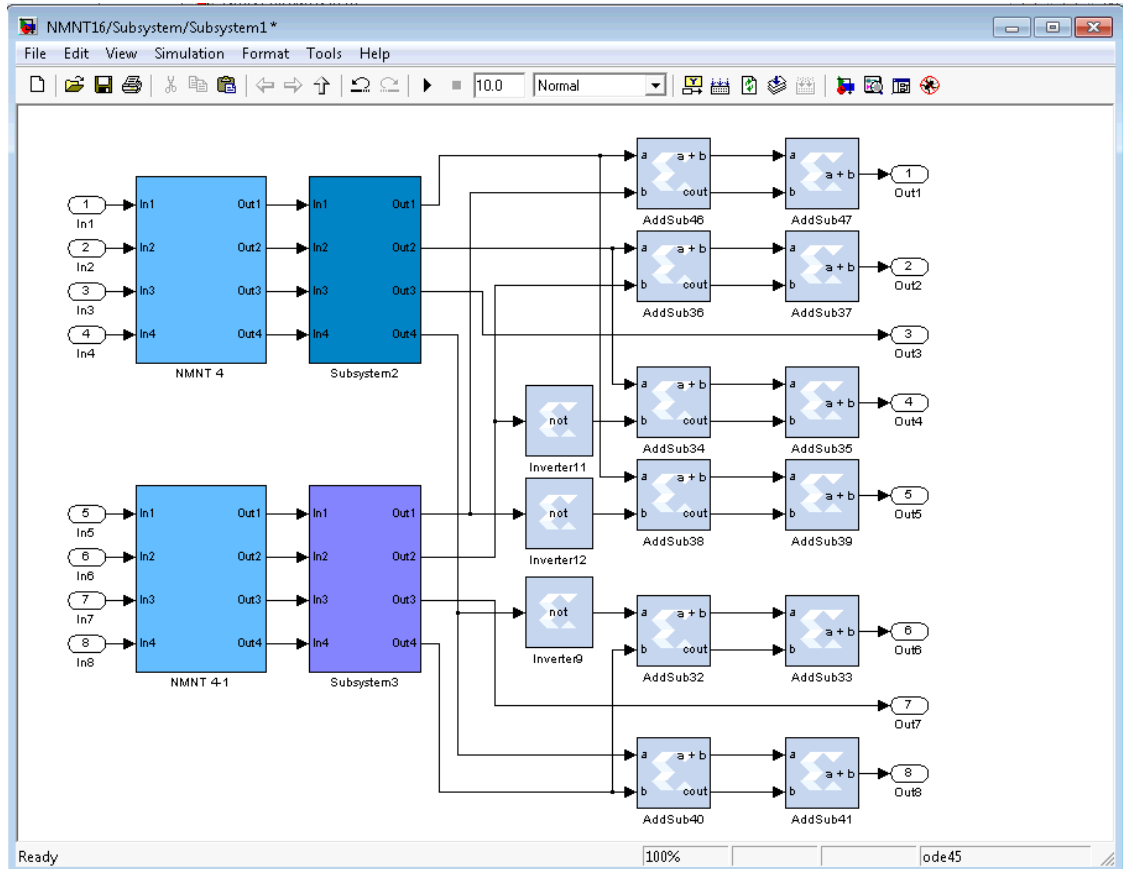 NMNT16/Subsystem/Subsystem1 *
File Edit View Simulation Format Tools Help
10.0 Normal
a a + b a
1 In1 Out1 In1 Out1 a + b 1
In1 b cout b Out1
AddSub46 AddSub47
2 In2 Out2 In2 Out2 a a + b a
In2 a + b 2
3 In3 Out3 In3 Out3 b cout b Out2
In3 AddSub36 AddSub37
4 In4 Out4 In4 Out4 3
In4 Out3
NMNT 4 Subsystem2
a a + b a
not a + b 4
b cout b Out4
Inverter11 AddSub34 AddSub35
a a + b a
5 In1 Out1 In1 Out1 not a + b 5
In5 b cout b Out5
AddSub38 AddSub39
6 In2 Out2 In2 Out2 Inverter12
In6
7 In3 Out3 In3 Out3 not a a + b a
In7 a + b 6
8 In4 Out4 In4 Out4 b cout b Out6
In8 Inverter9
NMNT 4-1 Subsystem3 AddSub32 AddSub33
7
Out7
a a + b a
a + b 8
b cout b Out8
AddSub40 AddSub41
Ready 100% ode45